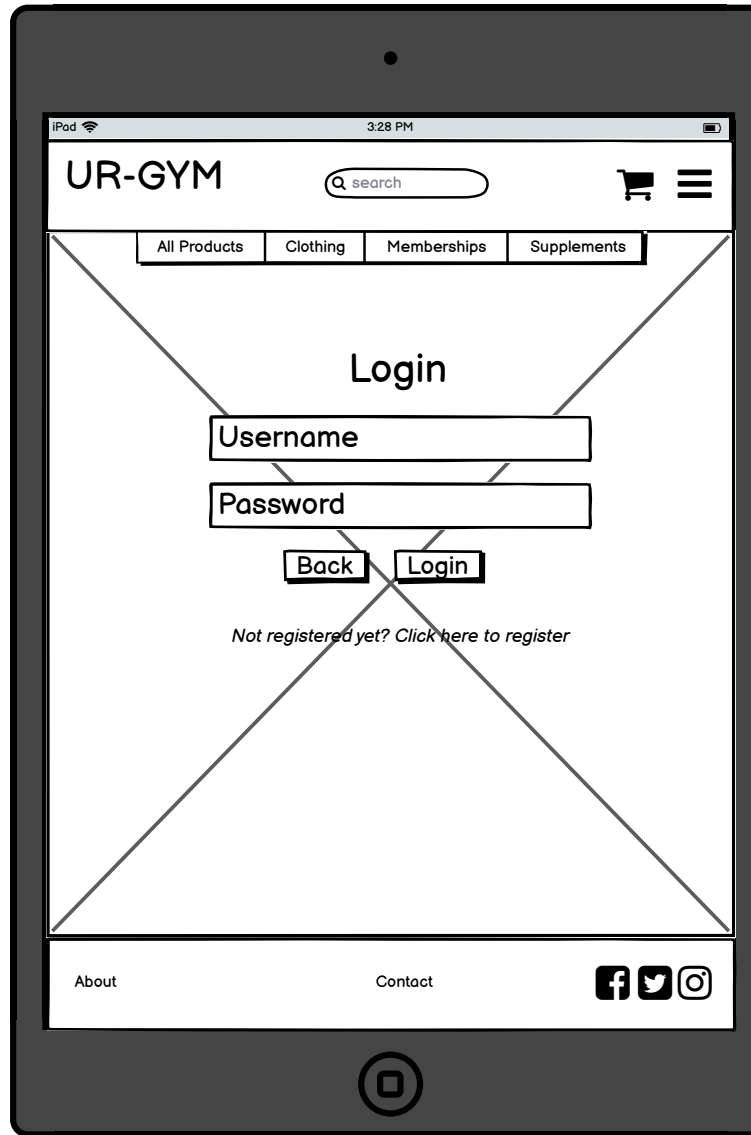 iPad 3:28 PM
UR-GYM search
All Products Clothing Memberships Supplements
Login
Username
Password
Back Login
Not registered yet? Click here to register
About Contact